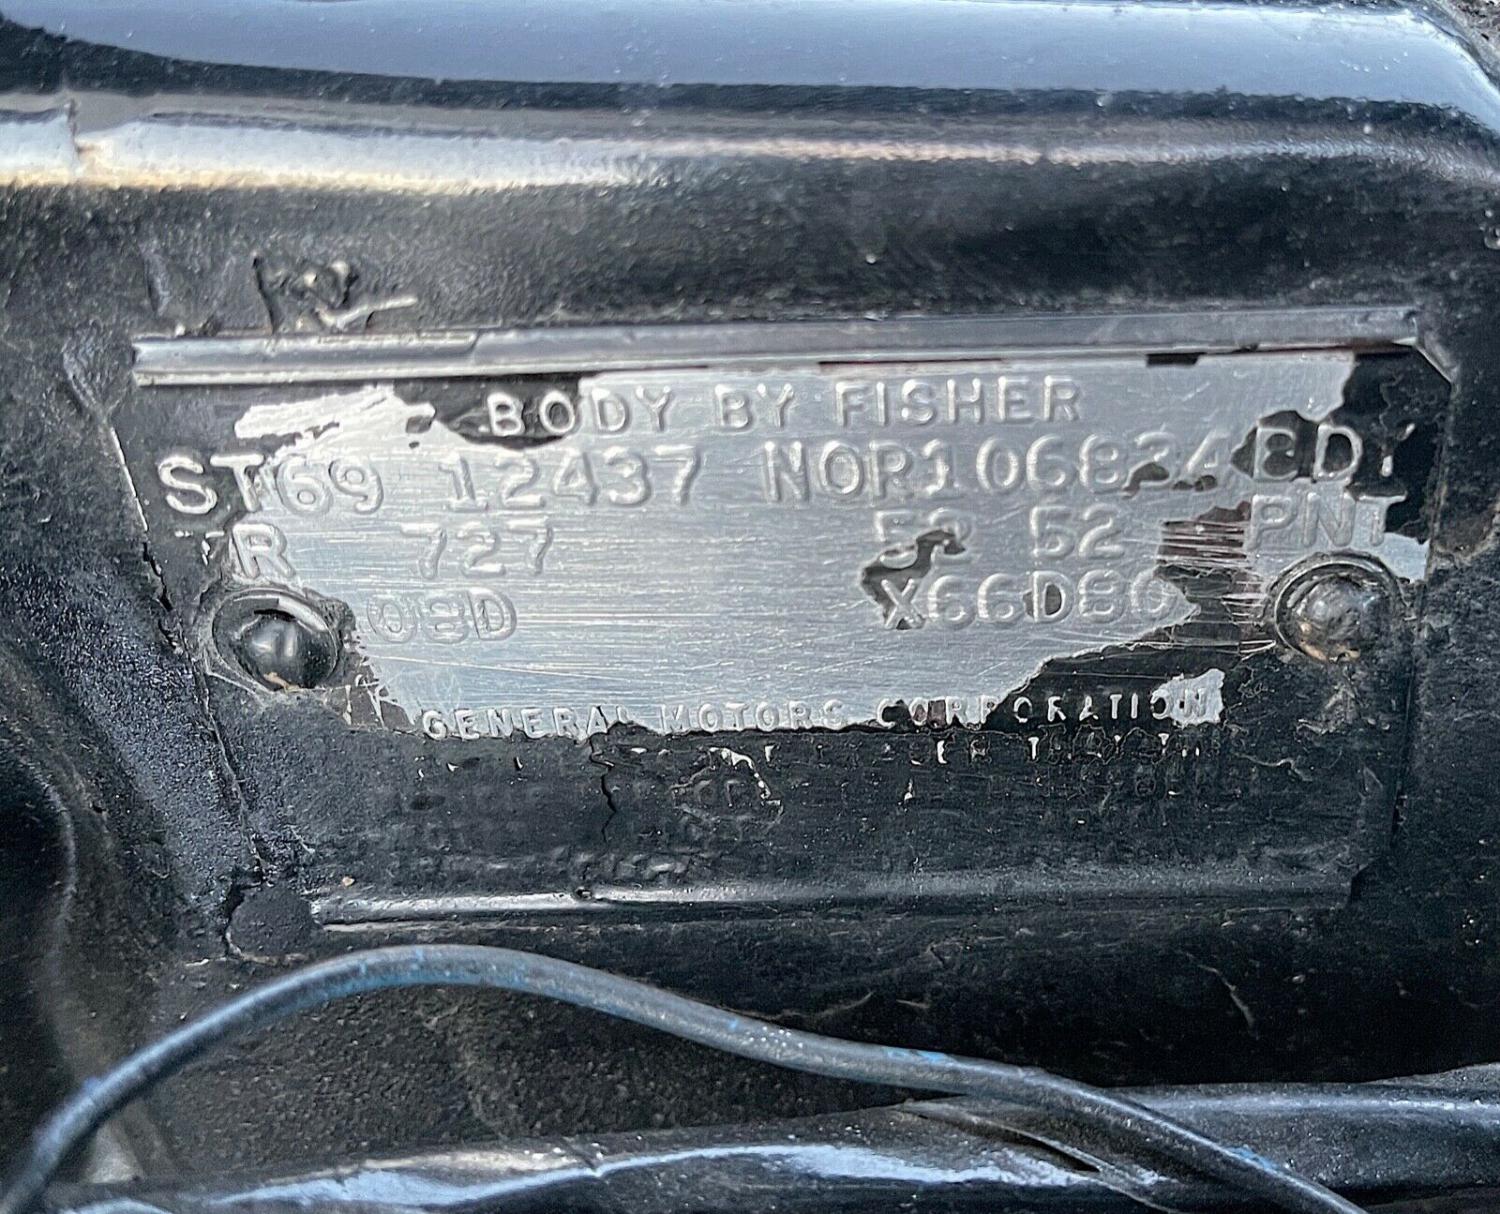 BODY BY FISHER
ST69 12437 NOR106834 BDY
TR 727 52 52 PNT
08D X66D80
GENERAL MOTORS CORPORATION